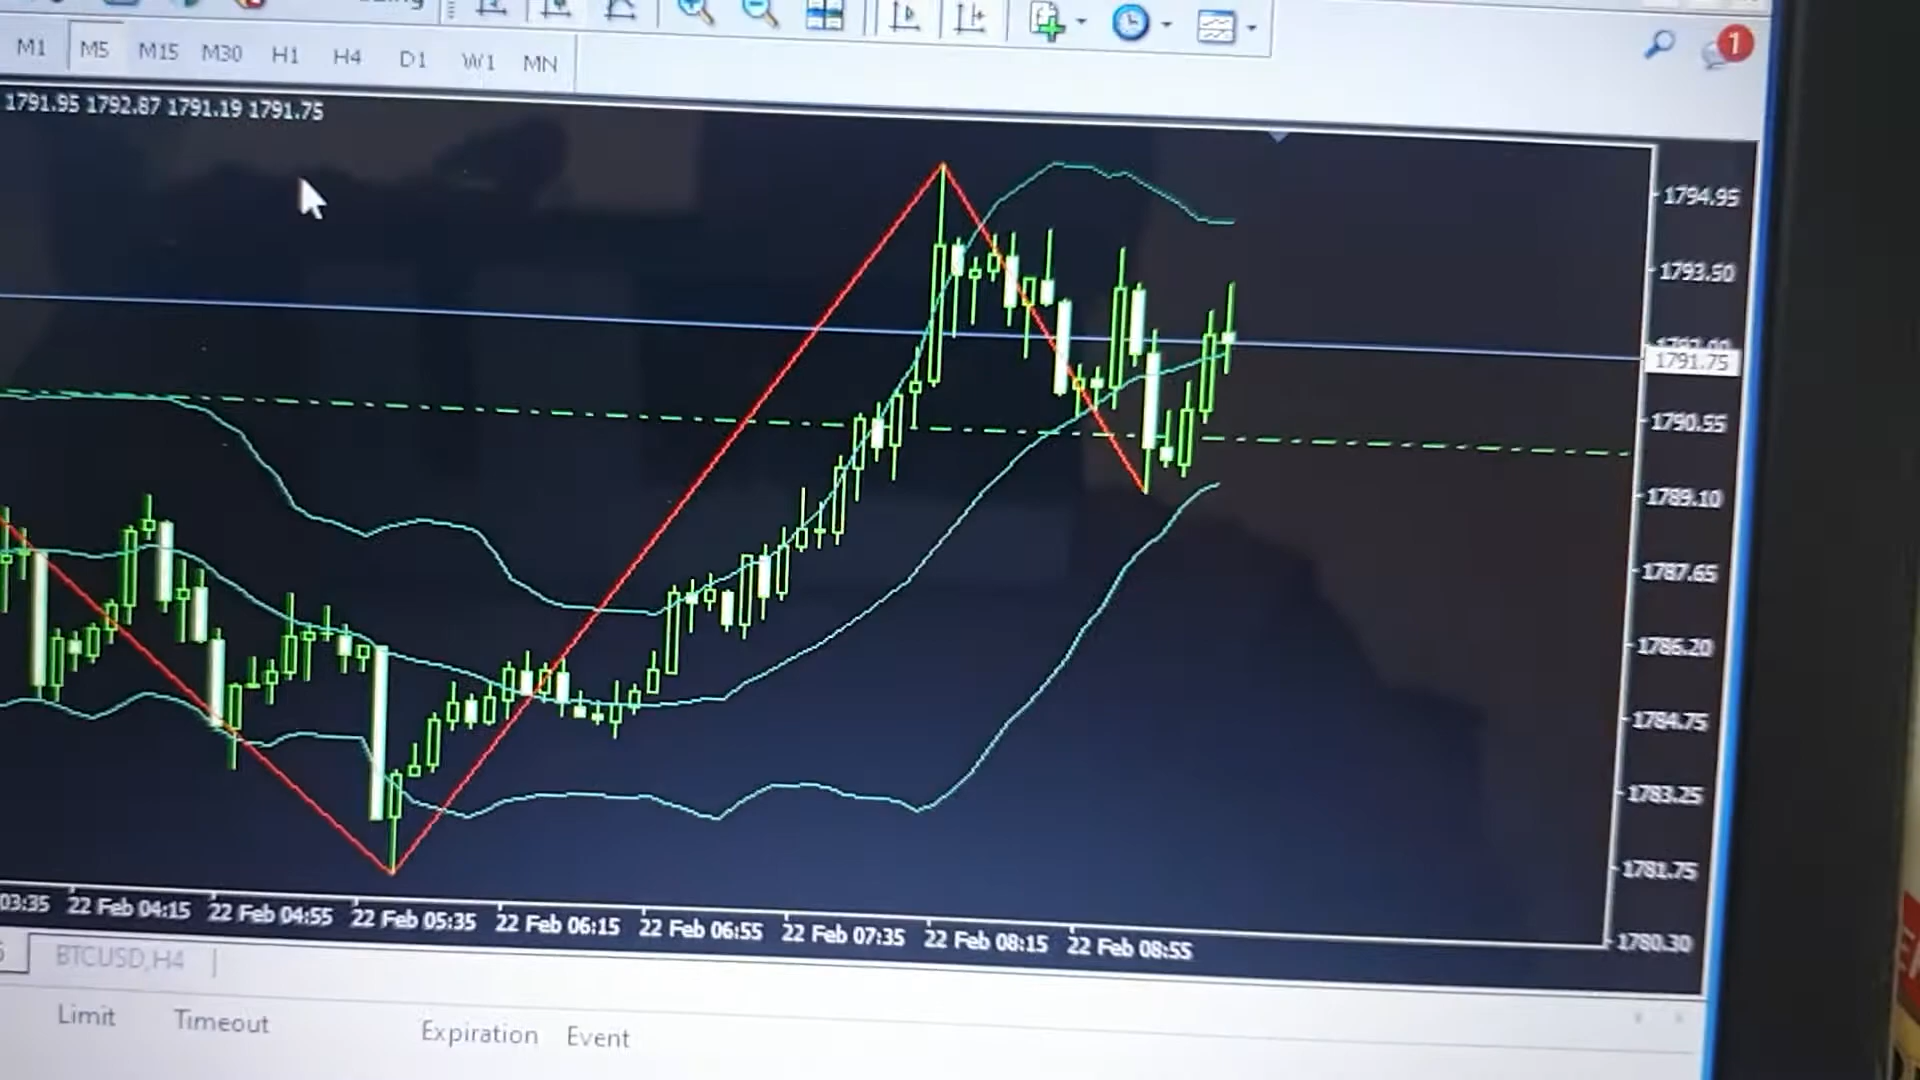 M1 M5 M15 M30 H1 H4 D1 W1 MN
1
1791.95 1792.87 1791.19 1791.75
1794.95
1793.50
1791.75
1790.55
1789.10
1787.65
1786.20
1784.75
1783.25
1781.75
1780.30
03:35 22 Feb 04:15 22 Feb 04:55 22 Feb 05:35 22 Feb 06:15 22 Feb 06:55 22 Feb 07:35 22 Feb 08:15 22 Feb 08:55
BTCUSD,H4
Limit Timeout Expiration Event